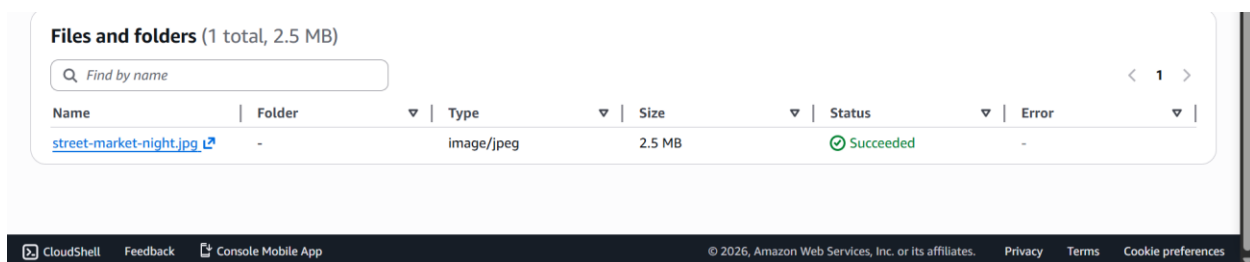 Files and folders (1 total, 2.5 MB)
Find by name
1
Name Folder Type Size Status Error
street-market-night.jpg - image/jpeg 2.5 MB Succeeded -
CloudShell Feedback Console Mobile App © 2026, Amazon Web Services, Inc. or its affiliates. Privacy Terms Cookie preferences